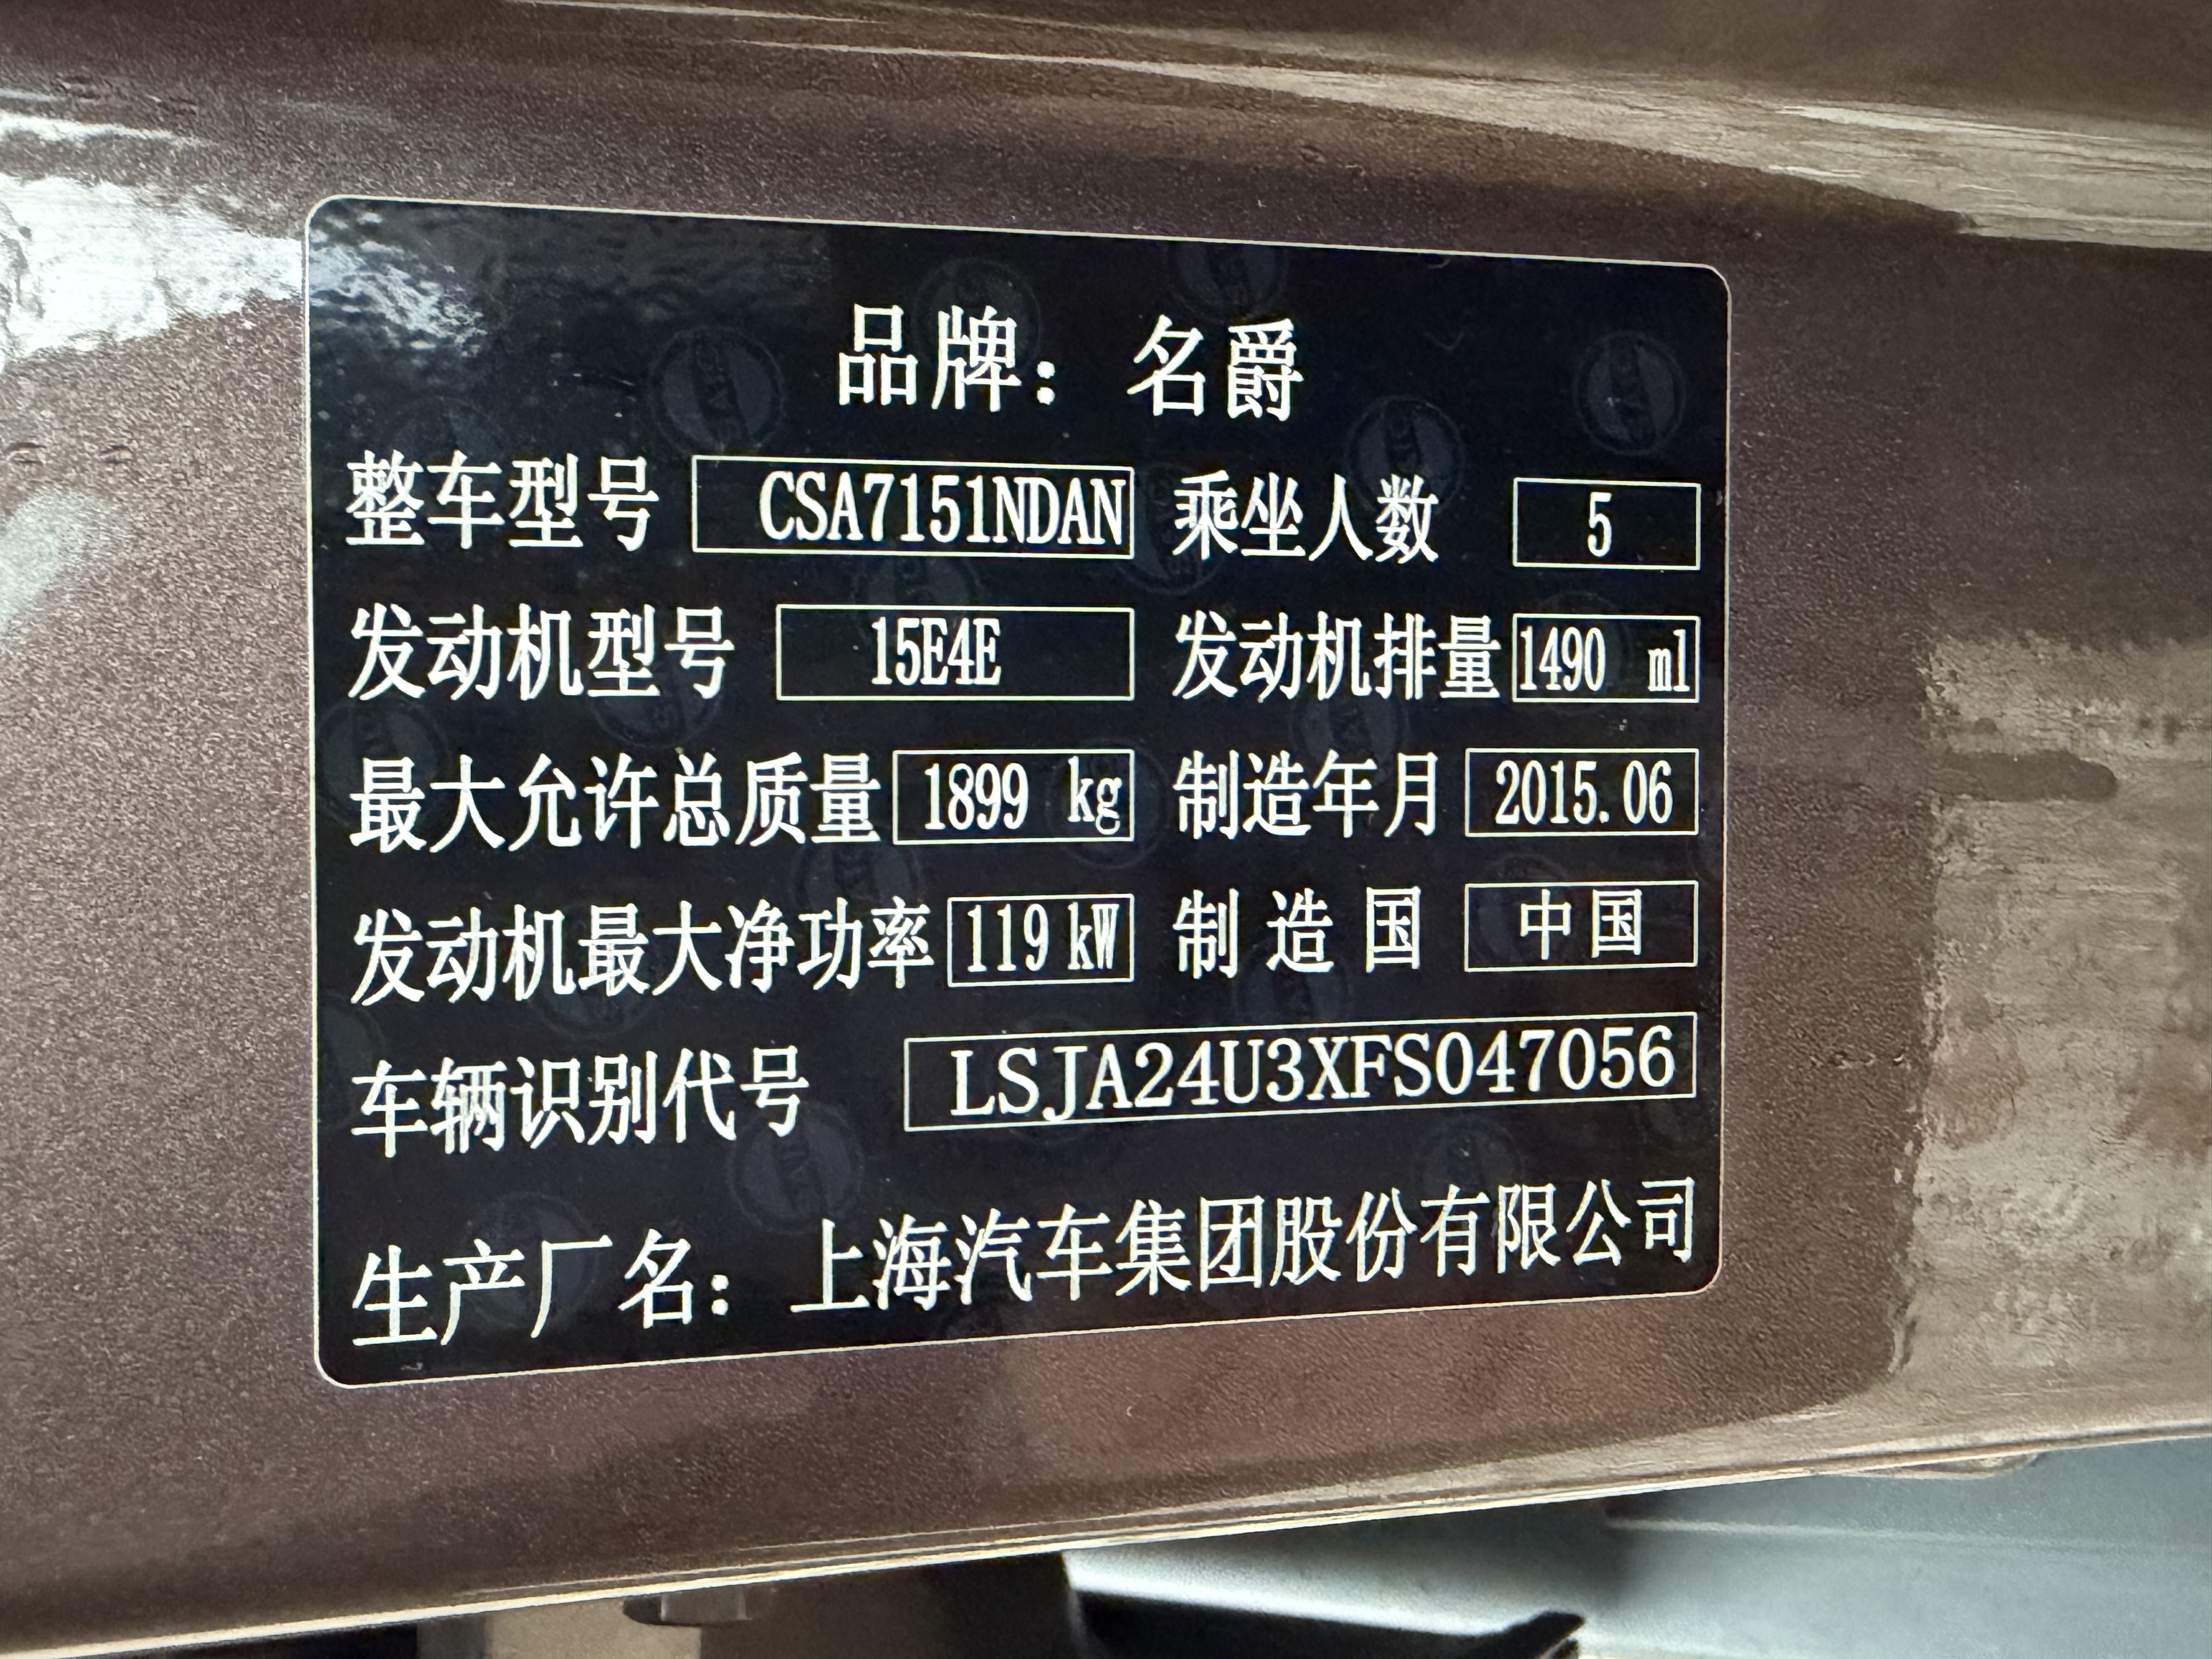 品牌：名爵
整车型号 CSA7151NDAN 乘坐人数 5
发动机型号 15E4E 发动机排量 1490 ml
最大允许总质量 1899 kg 制造年月 2015.06
发动机最大净功率 119 kW 制造国 中国
车辆识别代号 LSJA24U3XFS047056
生产厂名：上海汽车集团股份有限公司